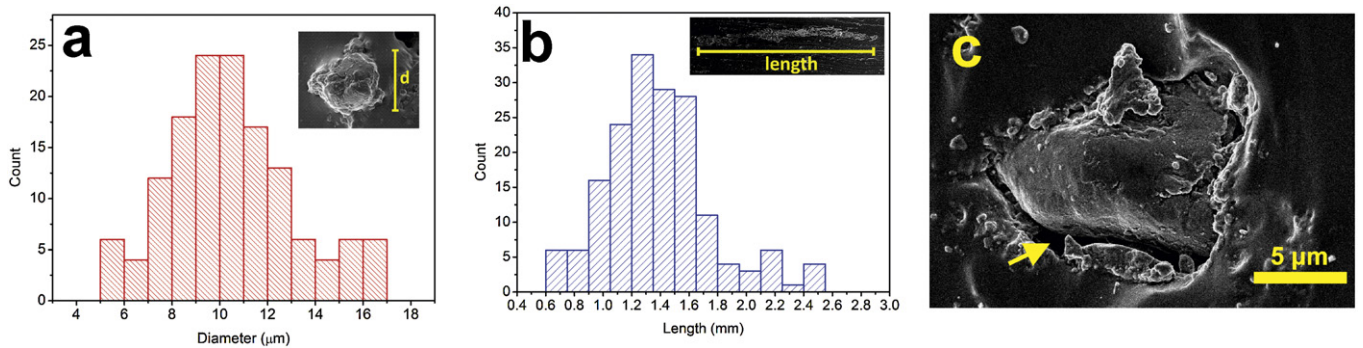 a
25
20
15
10
5
0
Count
4 6 8 10 12 14 16 18
Diameter (μm)
d
b
40
35
30
25
20
15
10
5
0
Count
0.4 0.6 0.8 1.0 1.2 1.4 1.6 1.8 2.0 2.2 2.4 2.6 2.8 3.0
Length (mm)
length
c
5 μm